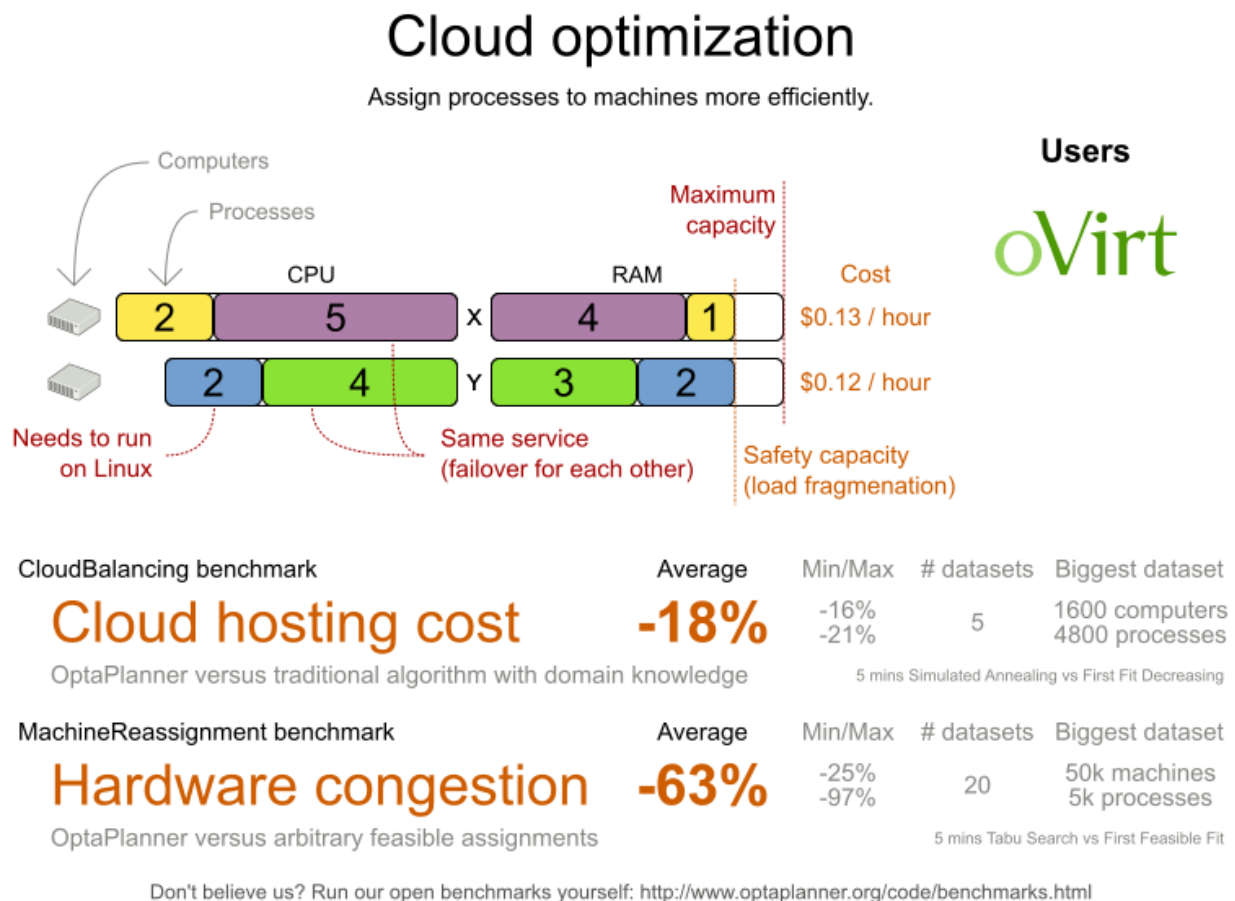 Cloud optimization
Assign processes to machines more efficiently.
Computers
Processes
Users
oVirt
Maximum
capacity
CPU
RAM
Cost
2 5 X 4 1 $0.13 / hour
2 4 Y 3 2 $0.12 / hour
Needs to run
on Linux
Same service
(failover for each other)
Safety capacity
(load fragmenation)
CloudBalancing benchmark Average Min/Max # datasets Biggest dataset
Cloud hosting cost -18% -16% 5 1600 computers
-21% 4800 processes
OptaPlanner versus traditional algorithm with domain knowledge 5 mins Simulated Annealing vs First Fit Decreasing
MachineReassignment benchmark Average Min/Max # datasets Biggest dataset
Hardware congestion -63% -25% 20 50k machines
-97% 5k processes
OptaPlanner versus arbitrary feasible assignments 5 mins Tabu Search vs First Feasible Fit
Don't believe us? Run our open benchmarks yourself: http://www.optaplanner.org/code/benchmarks.html